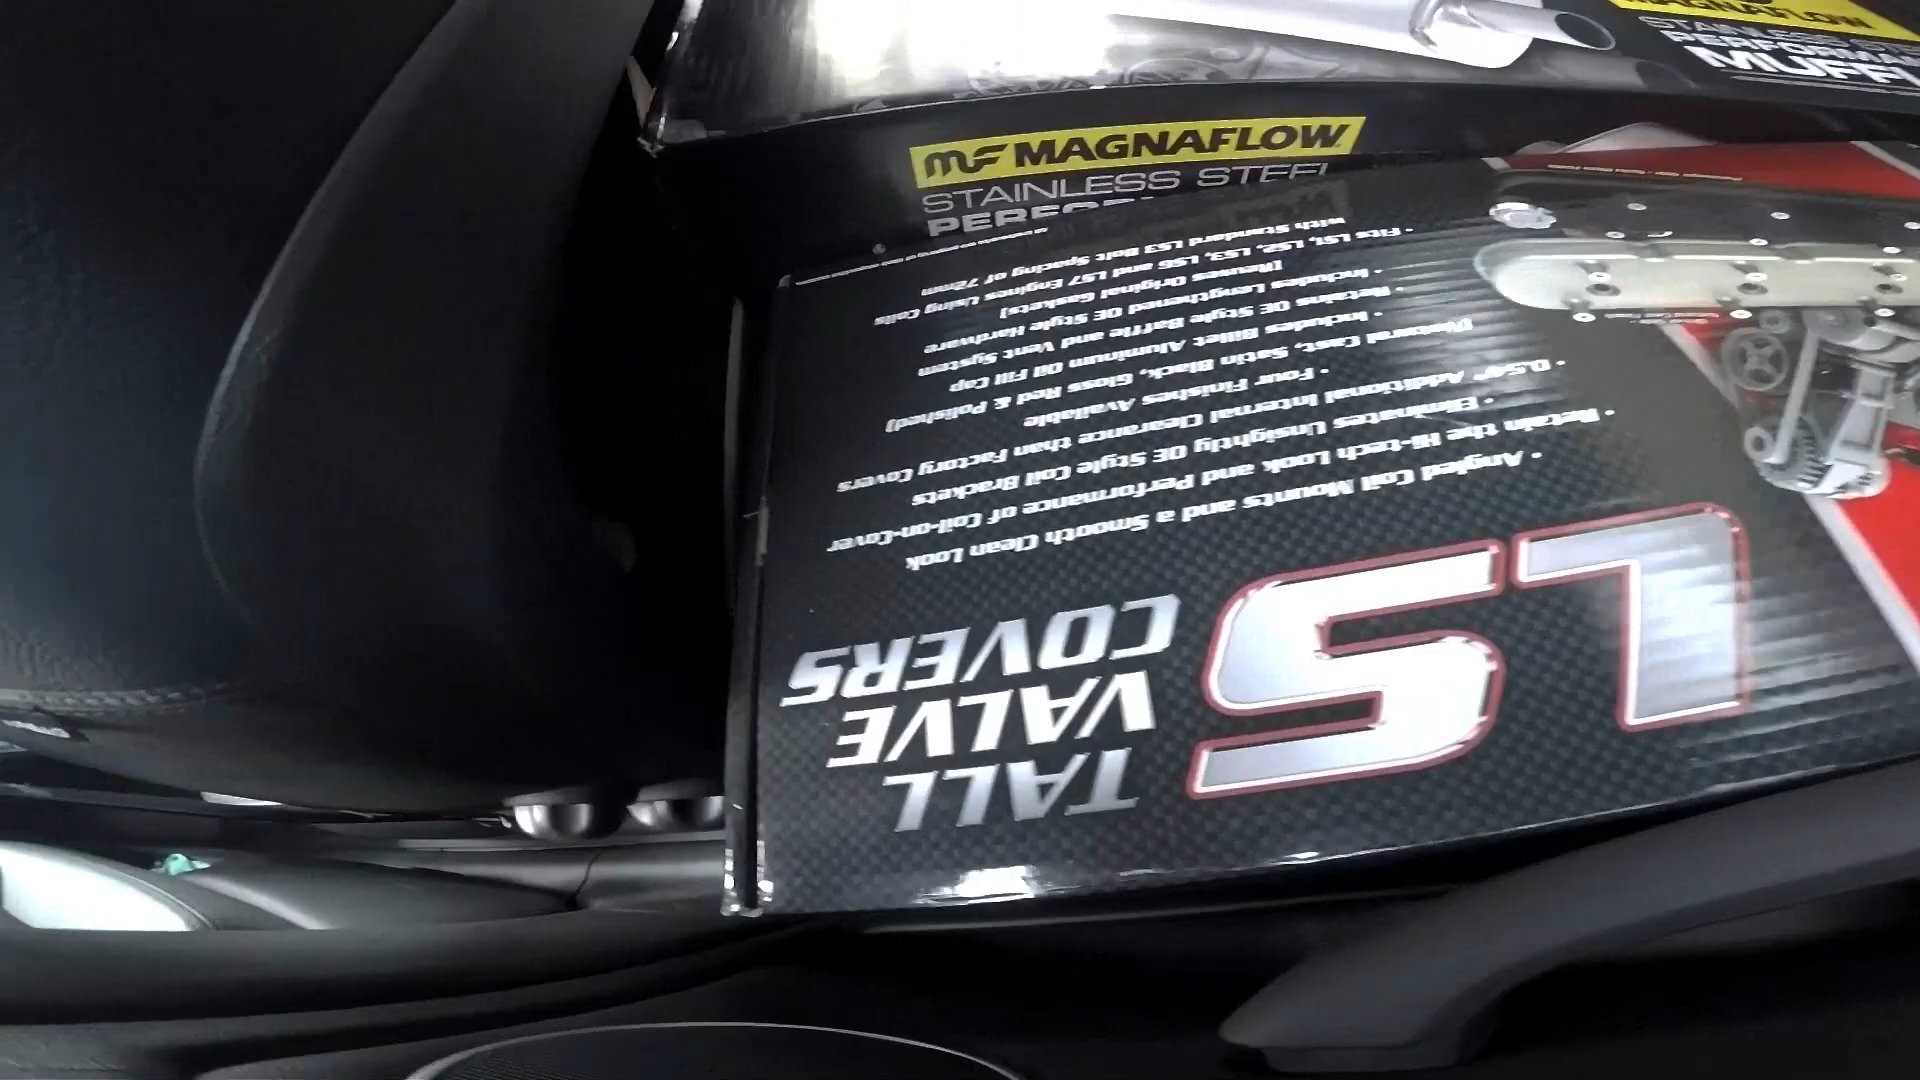 MAGNAFLOW
STAINLESS STEEL
PERFORMANCE
MF MAGNAFLOW
STAINLESS STEEL
LS
TALL
VALVE
COVERS
• Angled Coil Mounts and a Smooth Clean Look
Retain the Hi-tech Look and Performance of Coil-on-Cover
• Eliminates Unsightly OE Style Coil Brackets
• 0.54" Additional Internal Clearance than Factory Covers
• Four Finishes Available
(Natural Cast, Satin Black, Gloss Red & Polished)
• Includes Billet Aluminum Oil Fill Cap
• Retains OE Style Baffle and Vent System
• Includes Lengthened OE Style Hardware
[Reuses Original Gaskets]
• Fits LS1, LS2, LS3, LS6 and LS7 Engines Using Coils
with Standard LS3 Bolt Spacing of 72mm